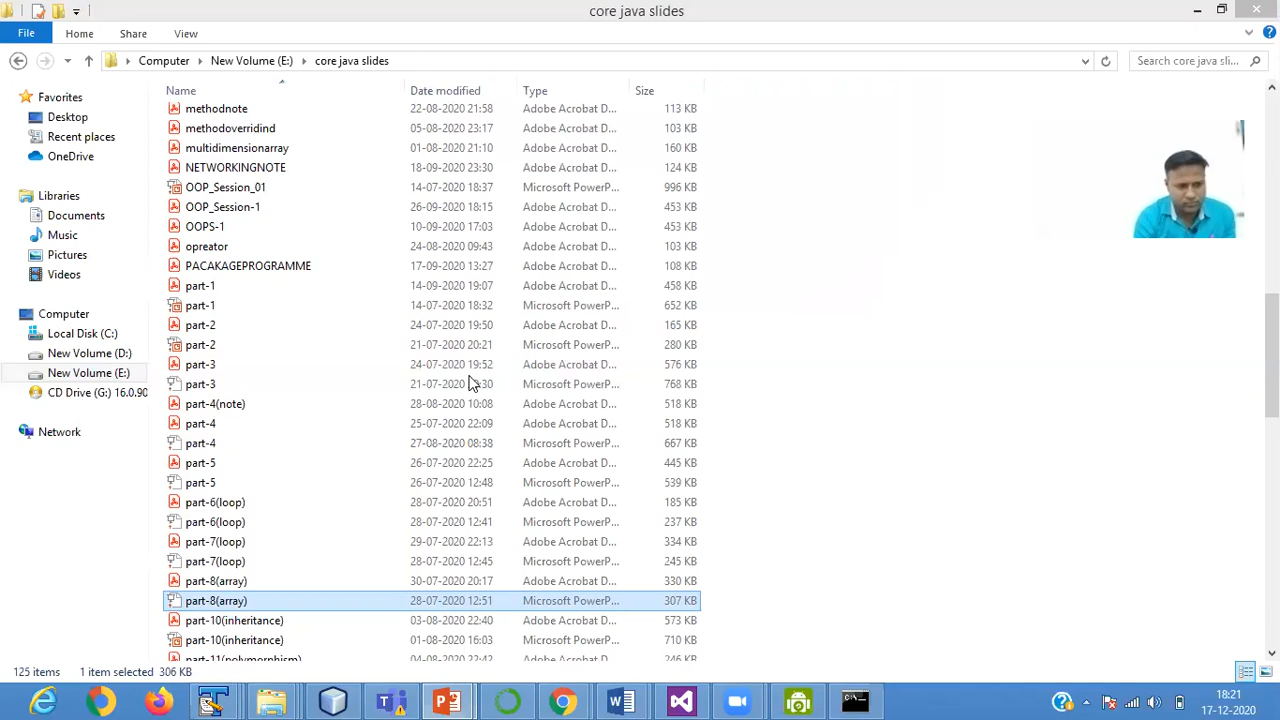 core java slides
File Home Share View
Computer New Volume (E:) core java slides Search core java sli...
Name Date modified Type Size
Favorites
Desktop
Recent places
OneDrive
Libraries
Documents
Music
Pictures
Videos
Computer
Local Disk (C:)
New Volume (D:)
New Volume (E:)
CD Drive (G:) 16.0.90
Network
methodnote 22-08-2020 21:58 Adobe Acrobat D... 113 KB
methodoverridind 05-08-2020 23:17 Adobe Acrobat D... 103 KB
multidimensionarray 01-08-2020 21:10 Adobe Acrobat D... 160 KB
NETWORKINGNOTE 18-09-2020 23:30 Adobe Acrobat D... 124 KB
OOP_Session_01 14-07-2020 18:37 Microsoft PowerP... 996 KB
OOP_Session-1 26-09-2020 18:15 Adobe Acrobat D... 453 KB
OOPS-1 10-09-2020 17:03 Adobe Acrobat D... 453 KB
opreator 24-08-2020 09:43 Adobe Acrobat D... 103 KB
PACAKAGEPROGRAMME 17-09-2020 13:27 Adobe Acrobat D... 108 KB
part-1 14-09-2020 19:07 Adobe Acrobat D... 458 KB
part-1 14-07-2020 18:32 Microsoft PowerP... 652 KB
part-2 24-07-2020 19:50 Adobe Acrobat D... 165 KB
part-2 21-07-2020 20:21 Microsoft PowerP... 280 KB
part-3 24-07-2020 19:52 Adobe Acrobat D... 576 KB
part-3 21-07-2020 Microsoft PowerP... 768 KB
part-4(note) 28-08-2020 10:08 Adobe Acrobat D... 518 KB
part-4 25-07-2020 22:09 Adobe Acrobat D... 518 KB
part-4 27-08-2020 08:38 Microsoft PowerP... 667 KB
part-5 26-07-2020 22:25 Adobe Acrobat D... 445 KB
part-5 26-07-2020 12:48 Microsoft PowerP... 539 KB
part-6(loop) 28-07-2020 20:51 Adobe Acrobat D... 185 KB
part-6(loop) 28-07-2020 12:41 Microsoft PowerP... 237 KB
part-7(loop) 29-07-2020 22:13 Adobe Acrobat D... 334 KB
part-7(loop) 28-07-2020 12:45 Microsoft PowerP... 245 KB
part-8(array) 30-07-2020 20:17 Adobe Acrobat D... 330 KB
part-8(array) 28-07-2020 12:51 Microsoft PowerP... 307 KB
part-10(inheritance) 03-08-2020 22:40 Adobe Acrobat D... 573 KB
part-10(inheritance) 01-08-2020 16:03 Microsoft PowerP... 710 KB
part-11(polymorphism) 04-08-2020 22:42 Adobe Acrobat D... 246 KB
125 items 1 item selected 306 KB
18:21
17-12-2020